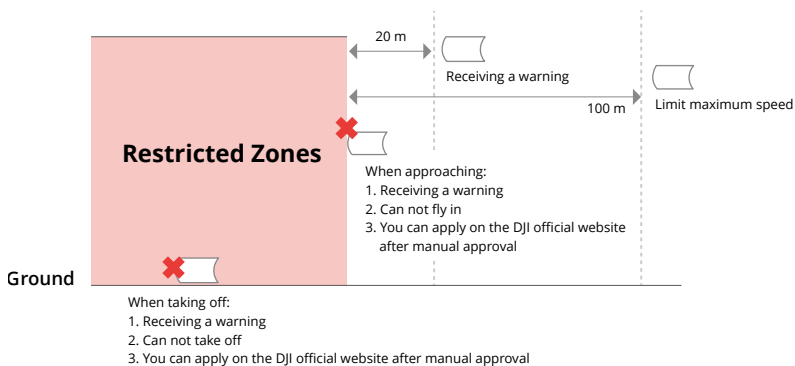 20 m
Receiving a warning
100 m
Limit maximum speed
Restricted Zones
When approaching:
1. Receiving a warning
2. Can not fly in
3. You can apply on the DJI official website
after manual approval
Ground
When taking off:
1. Receiving a warning
2. Can not take off
3. You can apply on the DJI official website after manual approval